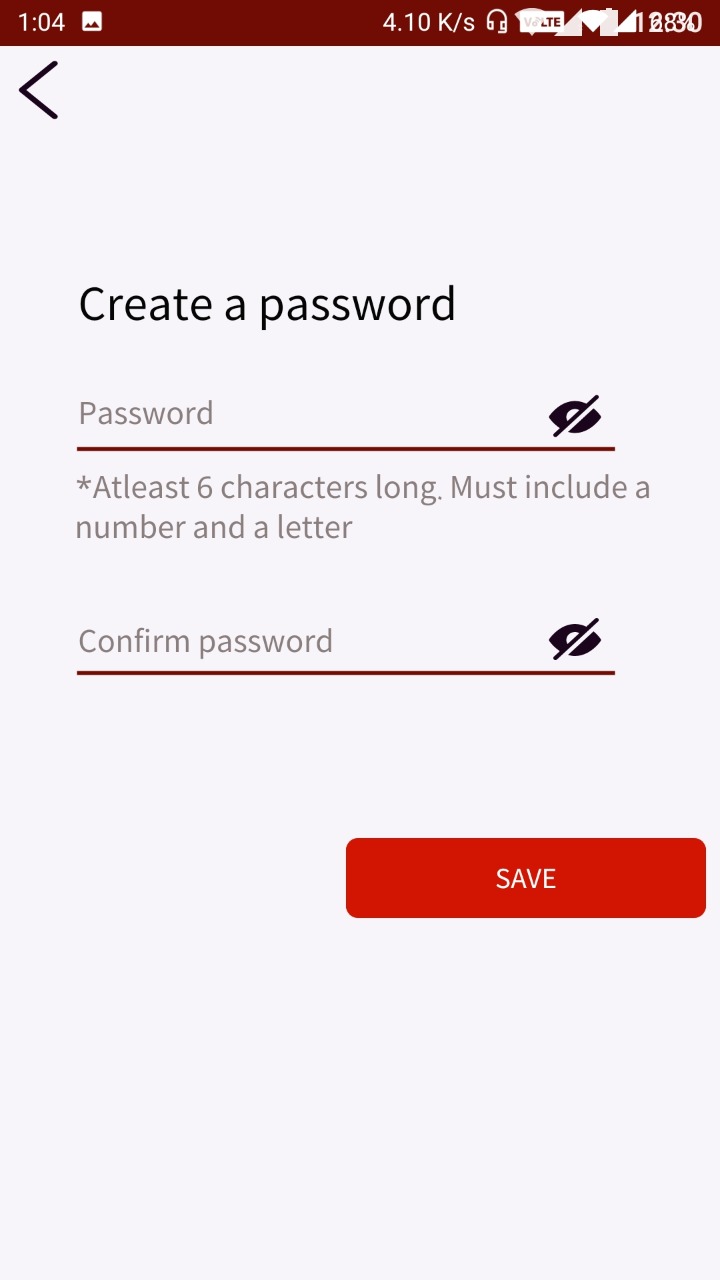 1:04 4.10 K/s VoLTE
Create a password
Password
*Atleast 6 characters long. Must include a
number and a letter
Confirm password
SAVE